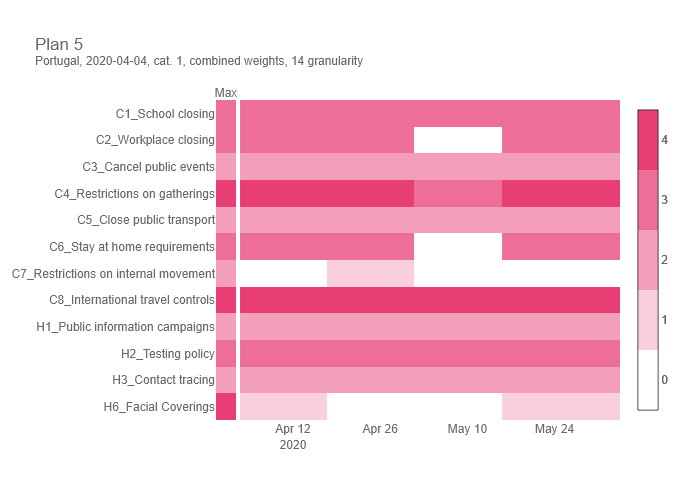 Plan 5
Portugal, 2020-04-04, cat. 1, combined weights, 14 granularity
Max
C1_School closing
C2_Workplace closing
C3_Cancel public events
C4_Restrictions on gatherings
C5_Close public transport
C6_Stay at home requirements
C7_Restrictions on internal movement
C8_International travel controls
H1_Public information campaigns
H2_Testing policy
H3_Contact tracing
H6_Facial Coverings
Apr 12 Apr 26 May 10 May 24
2020
4
3
2
1
0